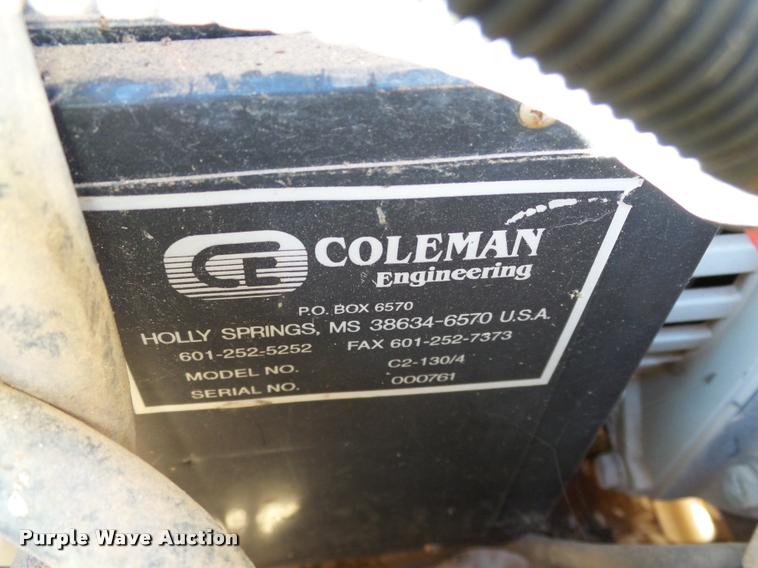 CE COLEMAN
Engineering
P.O. BOX 6570
HOLLY SPRINGS, MS 38634-6570 U.S.A.
601-252-5252 FAX 601-252-7373
MODEL NO. C2-130/4
SERIAL NO. 000761
Purple Wave Auction